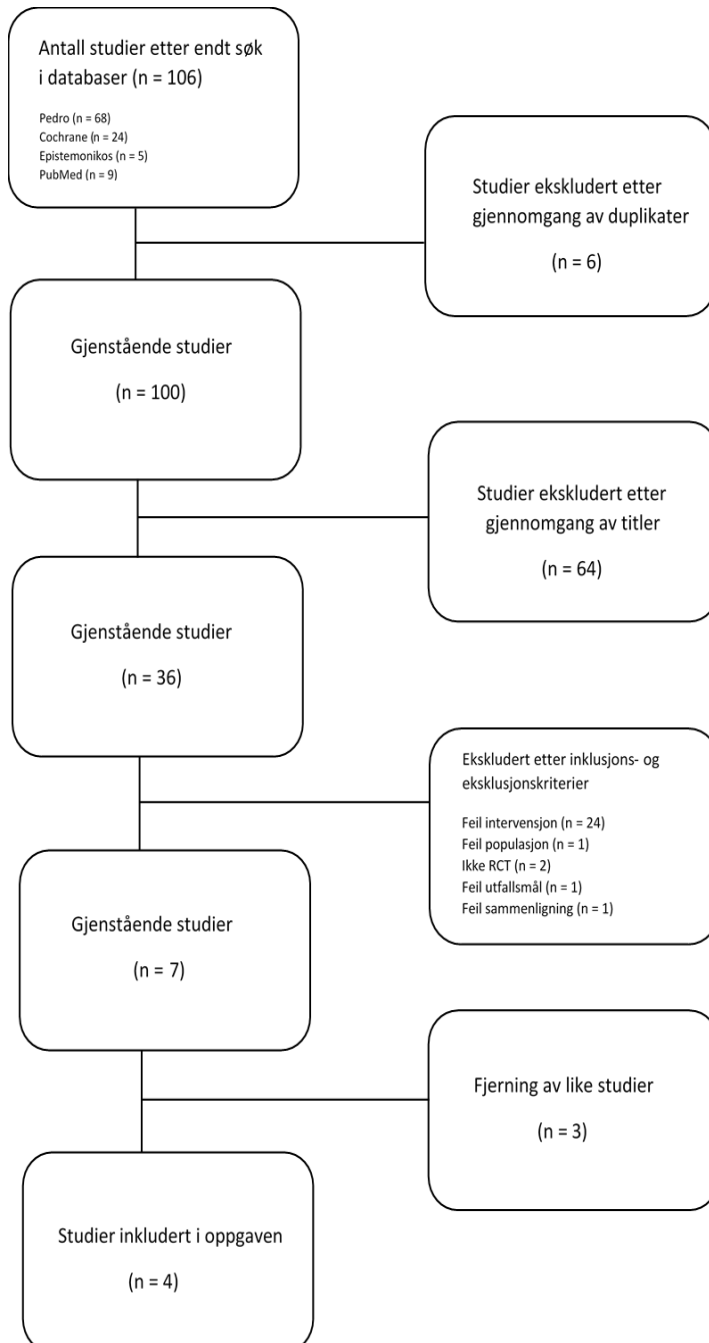 Antall studier etter endt søk
i databaser (n = 106)
Pedro (n = 68)
Cochrane (n = 24)
Epistemonikos (n = 5)
PubMed (n = 9)
Studier ekskludert etter
gjennomgang av duplikater
(n = 6)
Gjenstående studier
(n = 100)
Studier ekskludert etter
gjennomgang av titler
(n = 64)
Gjenstående studier
(n = 36)
Ekskludert etter inklusjons- og
eksklusjonskriterier
Feil intervensjon (n = 24)
Feil populasjon (n = 1)
Ikke RCT (n = 2)
Feil utfallsmål (n = 1)
Feil sammenligning (n = 1)
Gjenstående studier
(n = 7)
Fjerning av like studier
(n = 3)
Studier inkludert i oppgaven
(n = 4)